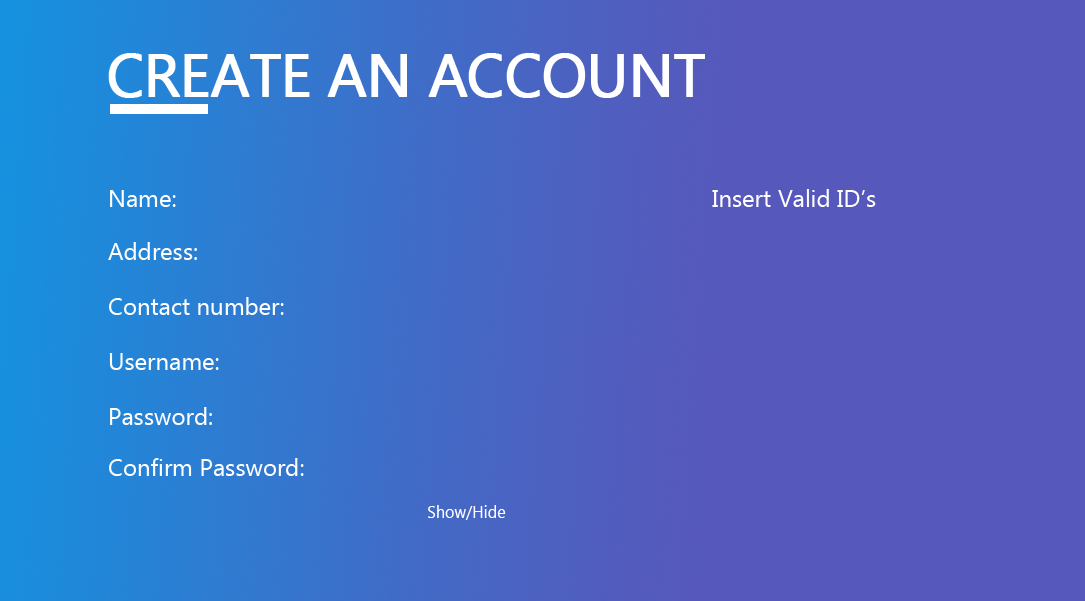 CREATE AN ACCOUNT
Name:
Insert Valid ID’s
Address:
Contact number:
Username:
Password:
Confirm Password:
Show/Hide